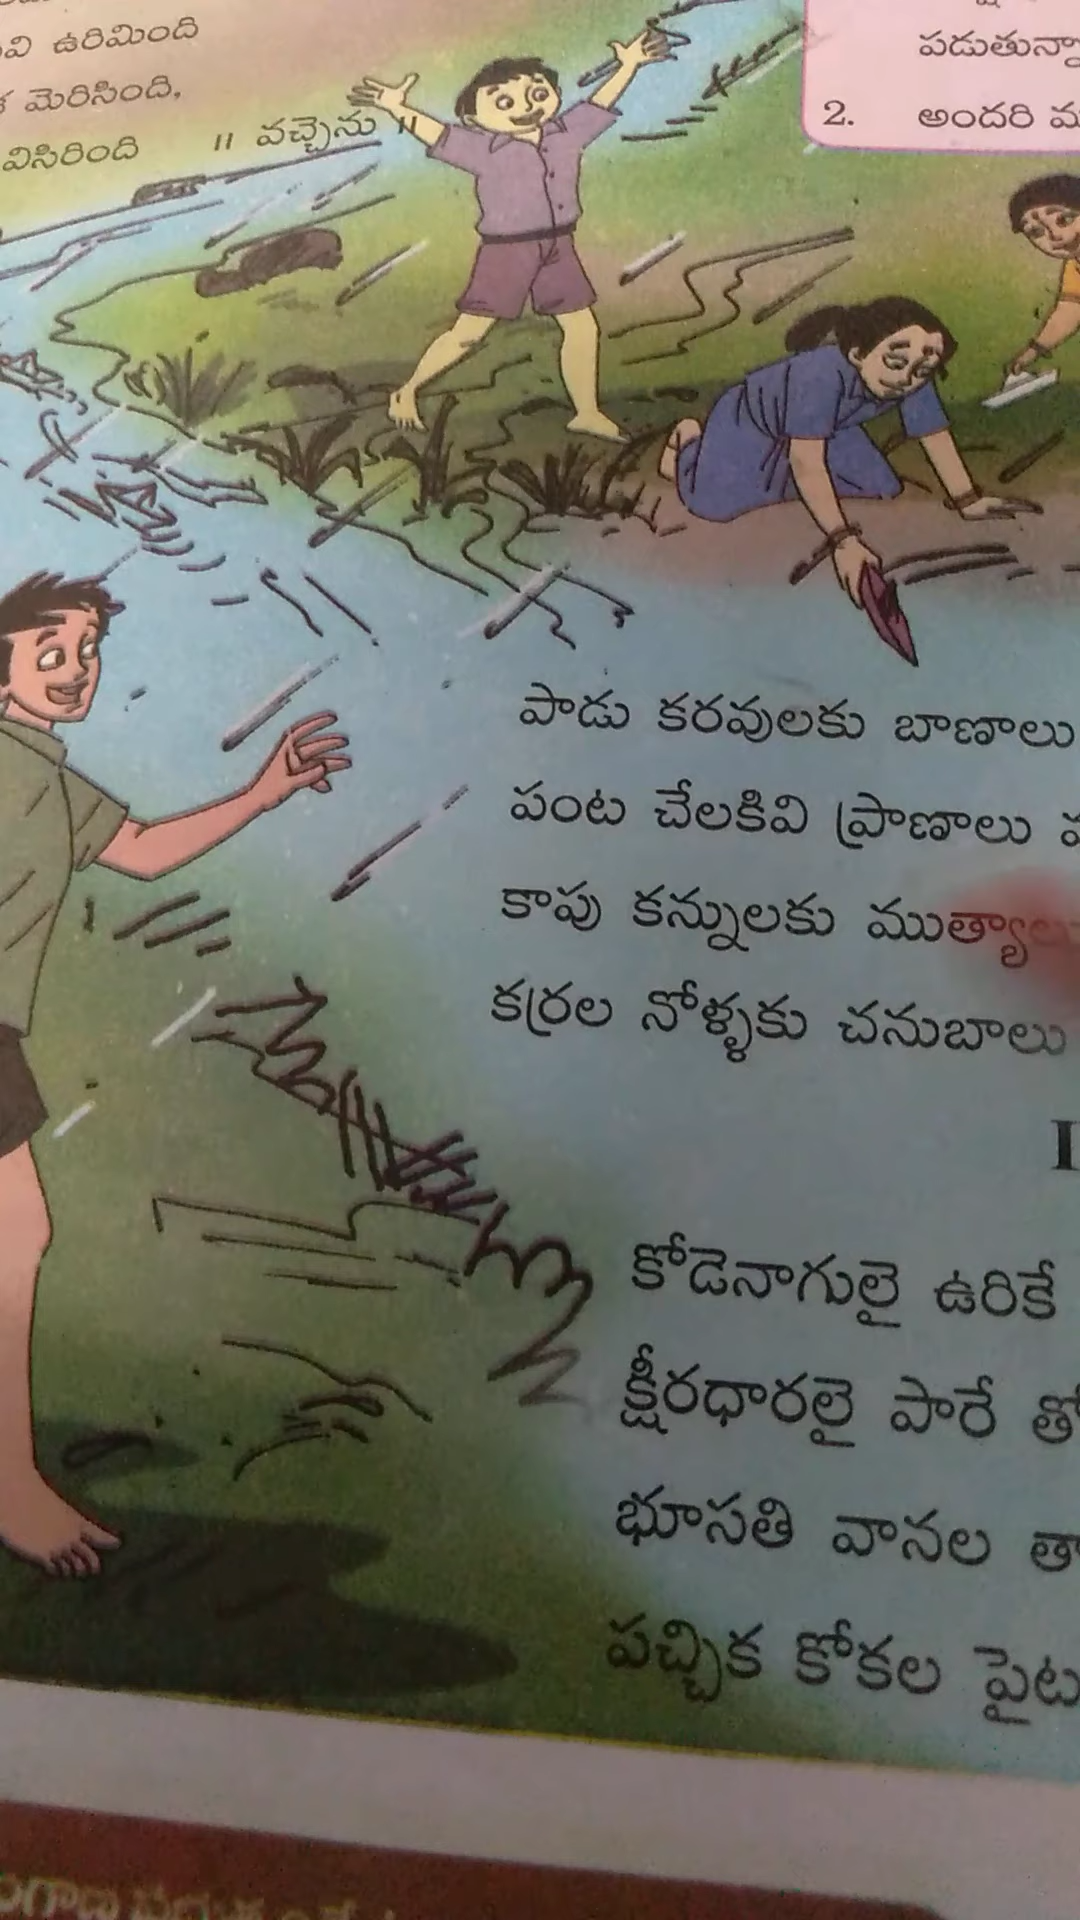 ఉరిమింది
మెరిసింది,
విసిరింది || వచ్చెను ||
పడుతున్నా
2. అందరి
పాడు కరవులకు బాణాలు
పంట చేలకివి ప్రాణాలు
కాపు కన్నులకు ముత్యాలు
కర్రల నోళ్ళకు చనుబాలు
కోడెనాగులై ఉరికే
క్షీరధారలై పారే
భూసతి వానల
పచ్చిక కోకల పైట